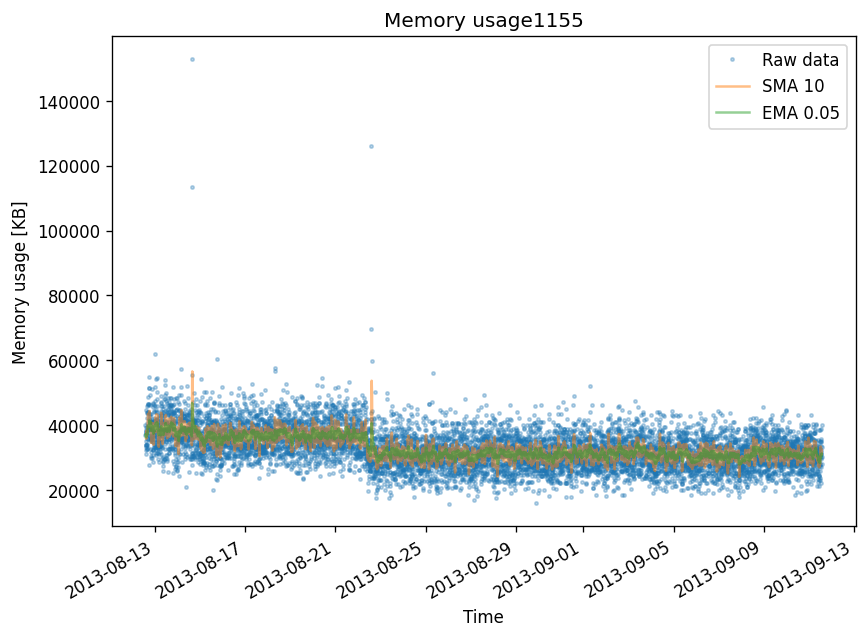 Memory usage1155
Raw data
SMA 10
EMA 0.05
140000
120000
100000
80000
60000
40000
20000
Memory usage [KB]
2013-08-13
2013-08-17
2013-08-21
2013-08-25
2013-08-29
2013-09-01
2013-09-05
2013-09-09
2013-09-13
Time